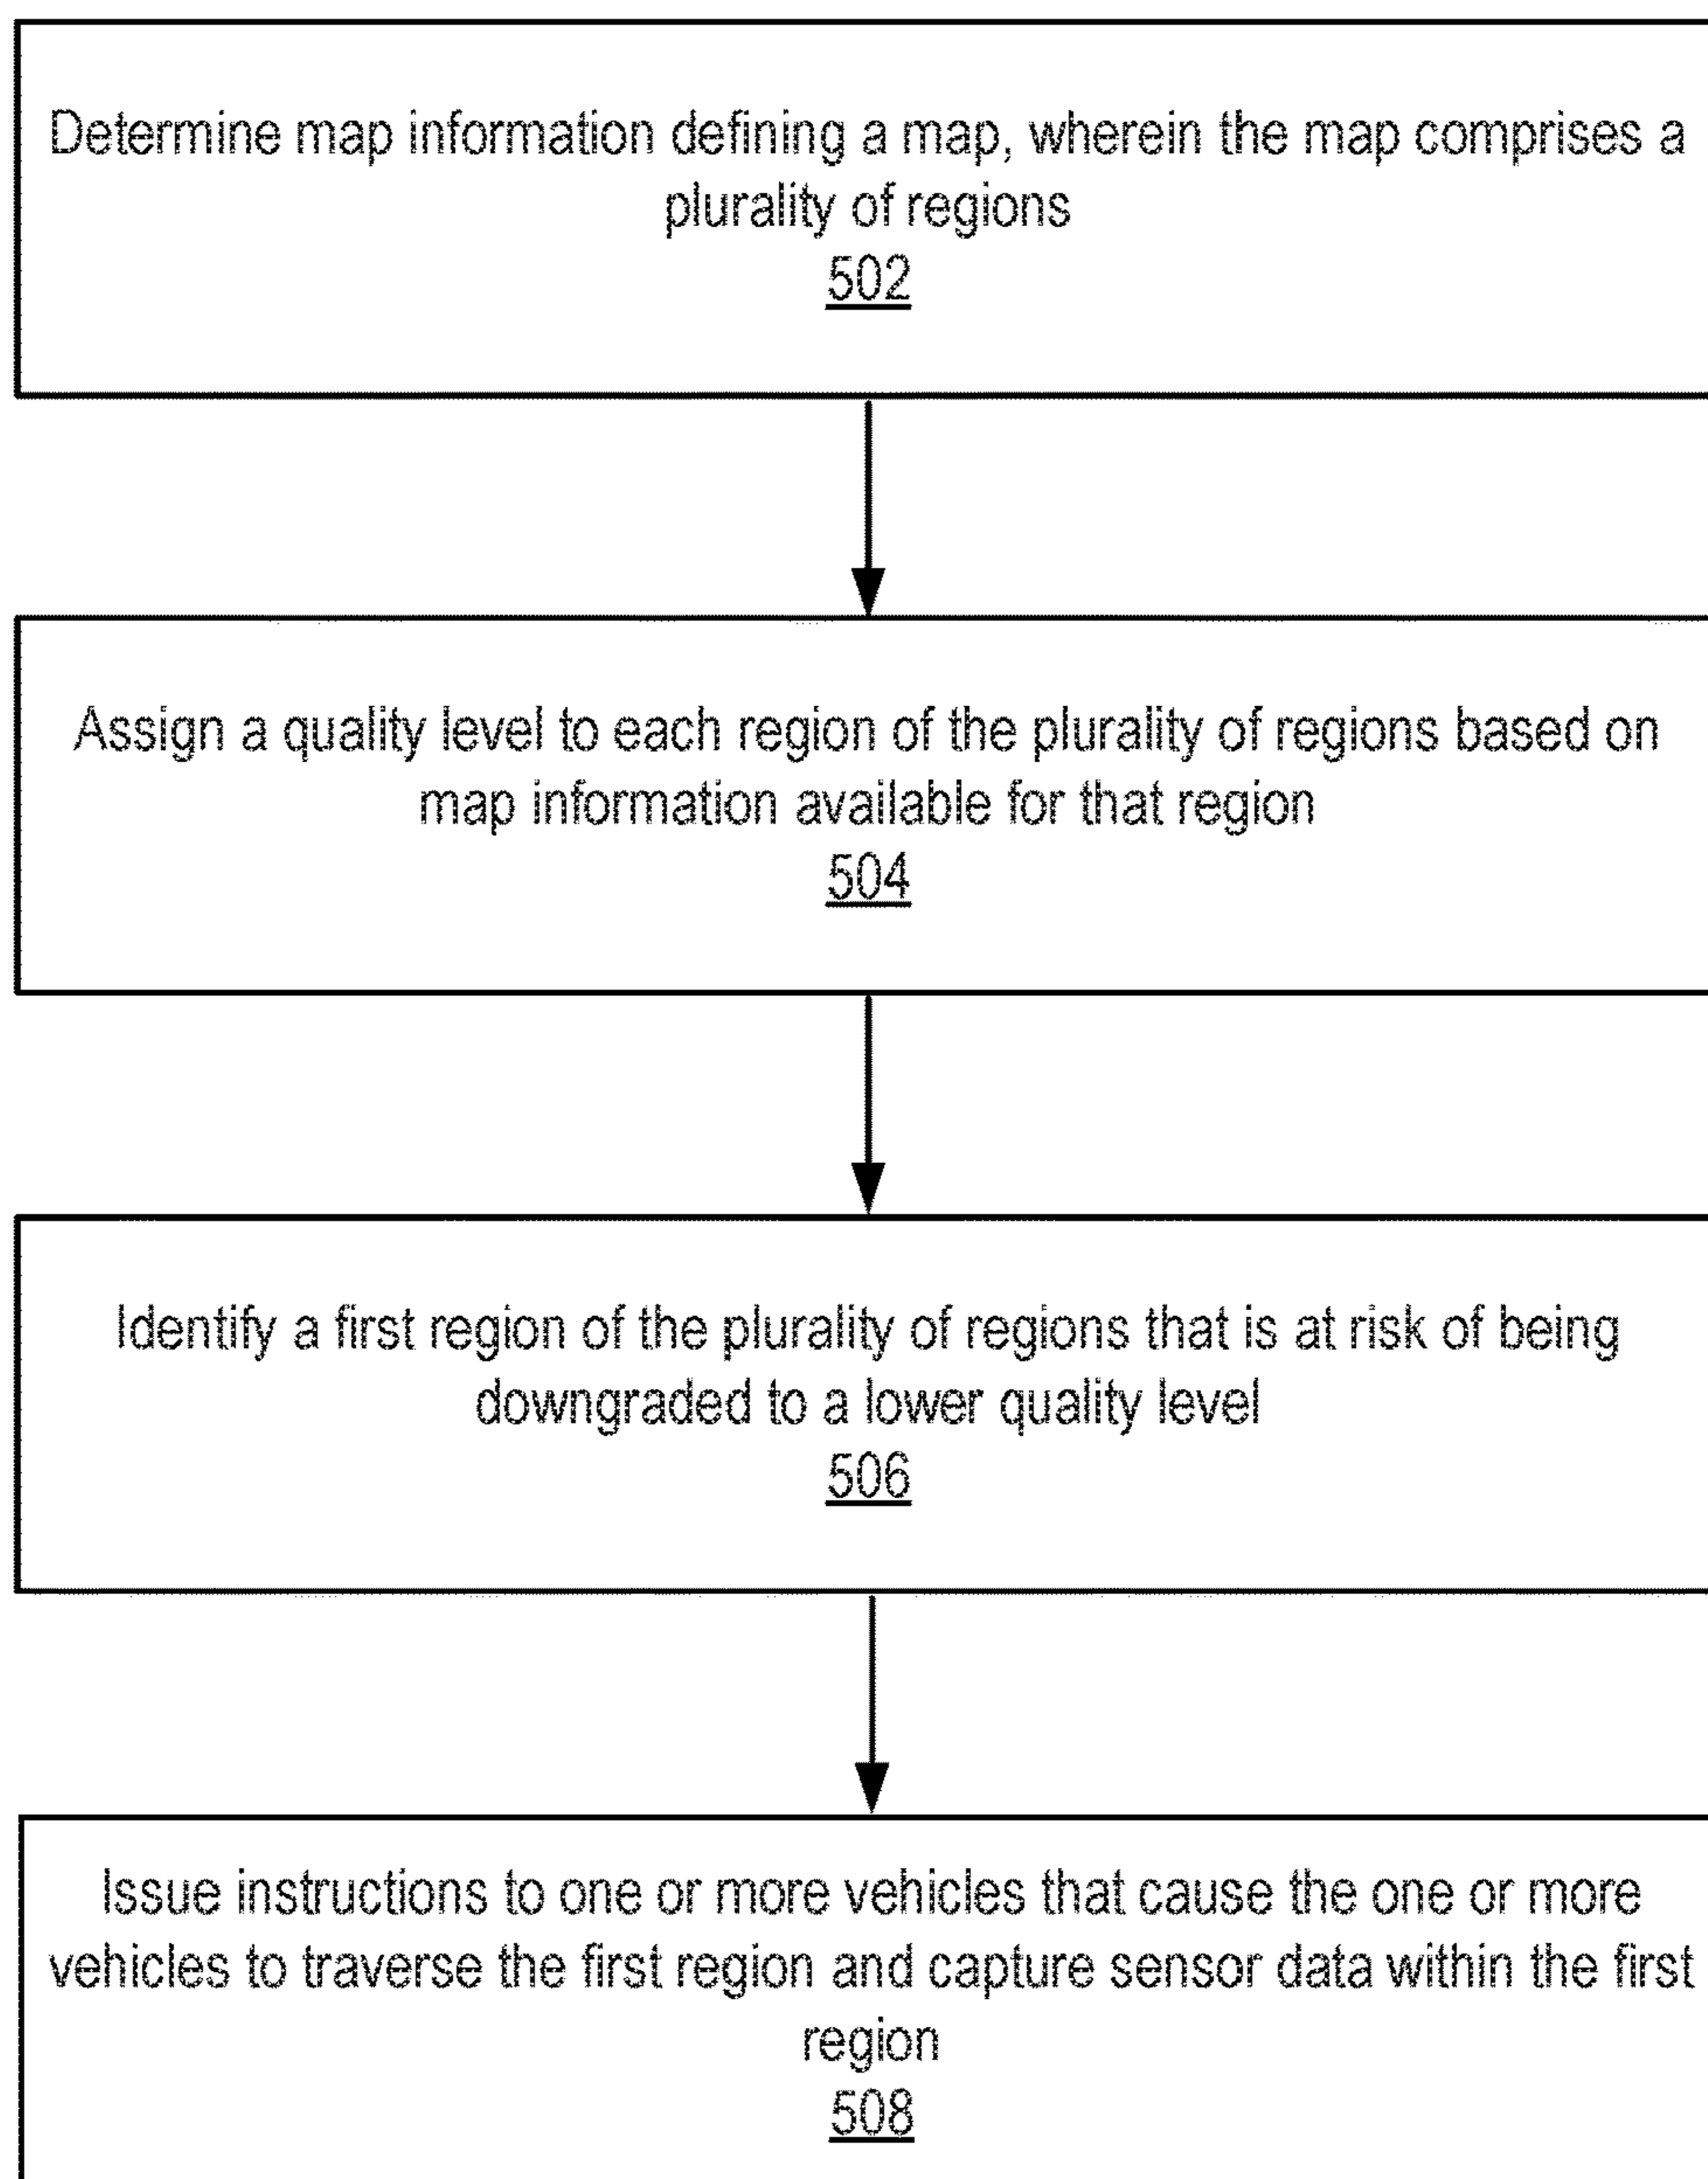 Determine map information defining a map, wherein the map comprises a
plurality of regions
502
Assign a quality level to each region of the plurality of regions based on
map information available for that region
504
Identify a first region of the plurality of regions that is at risk of being
downgraded to a lower quality level
506
Issue instructions to one or more vehicles that cause the one or more
vehicles to traverse the first region and capture sensor data within the first
region
508